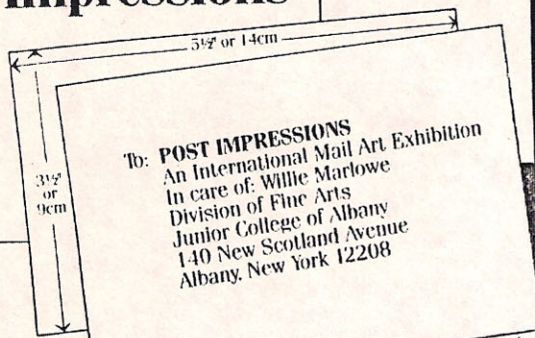 Impressions
5½" or 14cm
3½"
or
9cm
To: POST IMPRESSIONS
An International Mail Art Exhibition
In care of: Willie Marlowe
Division of Fine Arts
Junior College of Albany
140 New Scotland Avenue
Albany, New York 12208